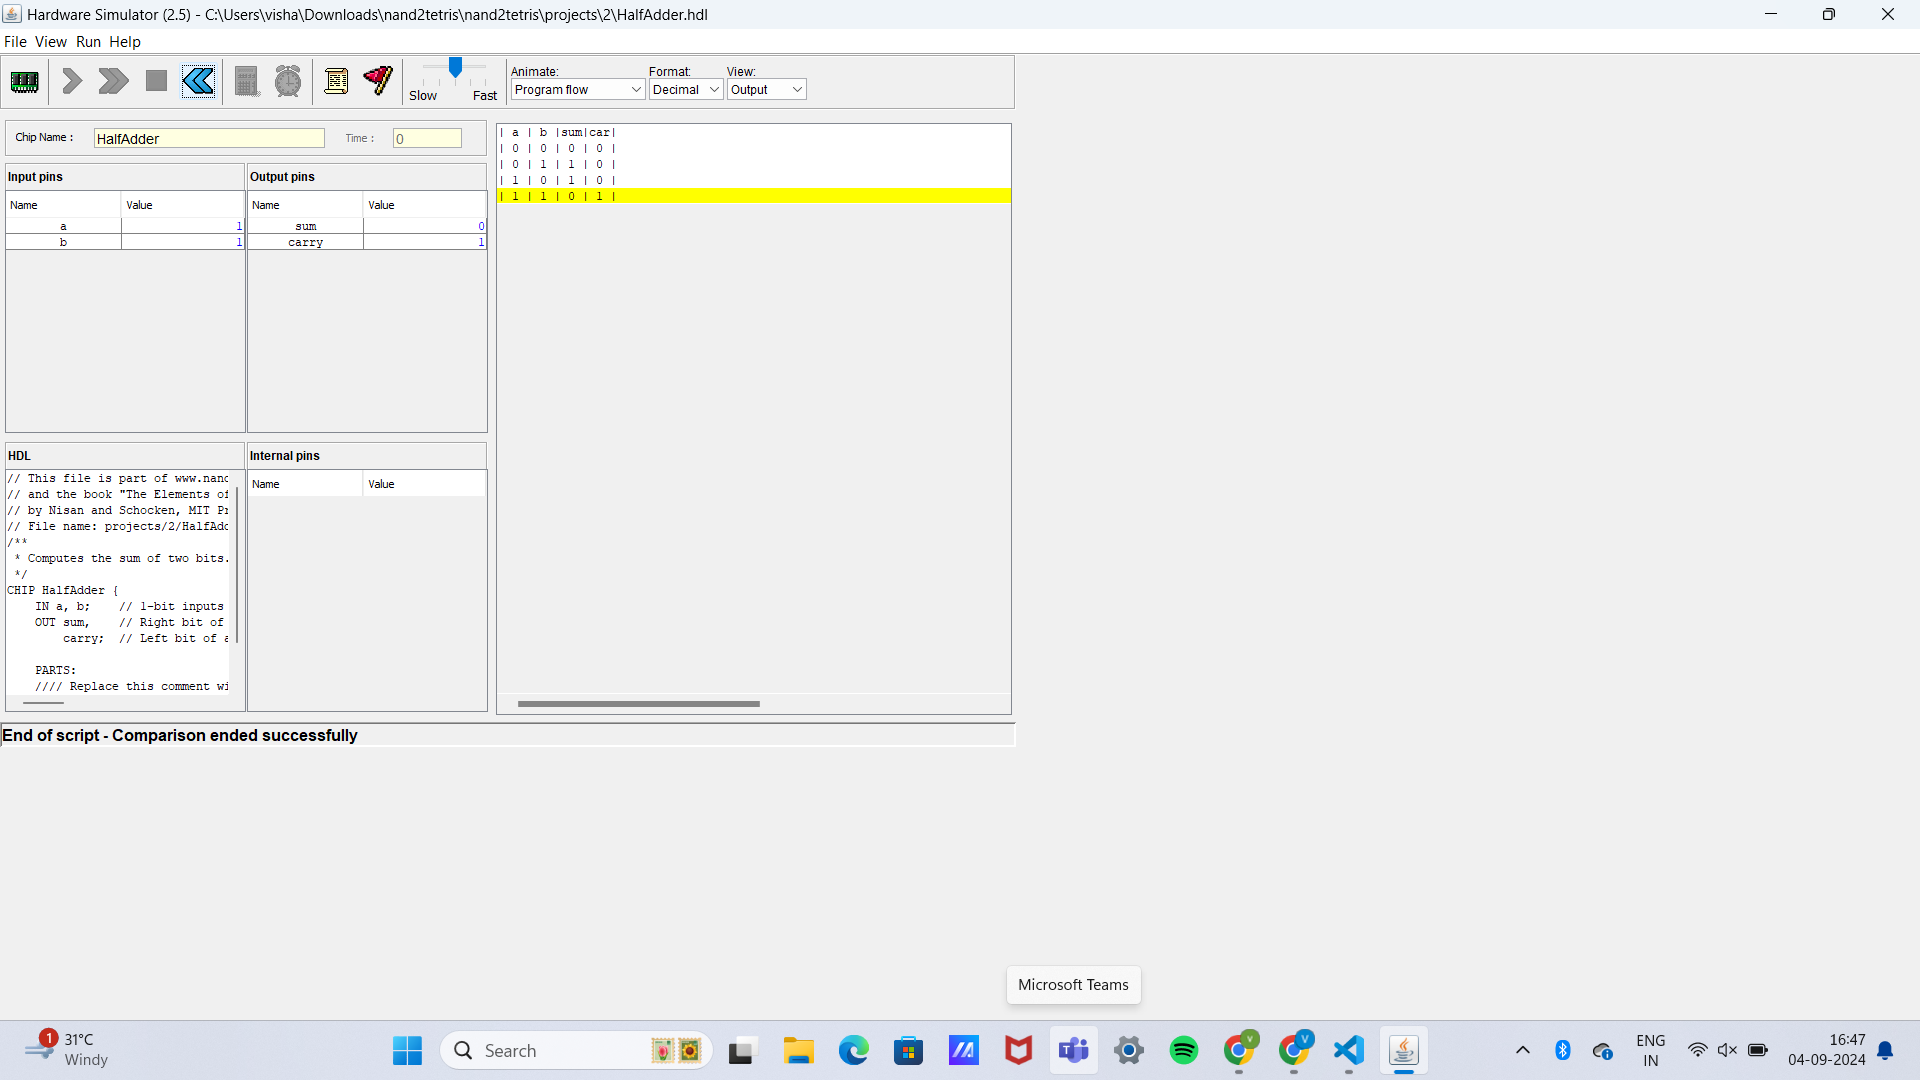 Hardware Simulator (2.5) - C:\Users\visha\Downloads\nand2tetris\nand2tetris\projects\2\HalfAdder.hdl
File View Run Help
Slow Fast
Animate: Format: View:
Program flow Decimal Output
Chip Name : HalfAdder Time : 0
Input pins
Name Value
a 1
b 1
Output pins
Name Value
sum 0
carry 1
| a | b |sum|car|
| 0 | 0 | 0 | 0 |
| 0 | 1 | 1 | 0 |
| 1 | 0 | 1 | 0 |
| 1 | 1 | 0 | 1 |
HDL
// This file is part of www.nand
// and the book "The Elements of
// by Nisan and Schocken, MIT Pr
// File name: projects/2/HalfAdd
/**
* Computes the sum of two bits.
*/
CHIP HalfAdder {
IN a, b; // 1-bit inputs
OUT sum, // Right bit of
carry; // Left bit of a
PARTS:
//// Replace this comment wi
Internal pins
Name Value
End of script - Comparison ended successfully
Microsoft Teams
1
31°C
Windy
Search
V
V
ENG
IN
16:47
04-09-2024